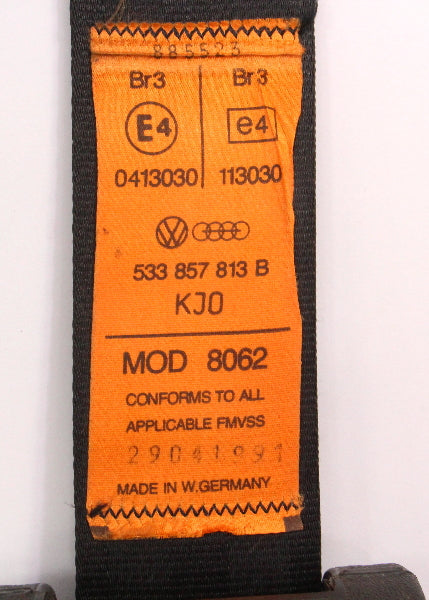 885523
Br3 Br3
E4 e4
0413030 113030
533 857 813 B
KJO
MOD 8062
CONFORMS TO ALL
APPLICABLE FMVSS
29041991
MADE IN W.GERMANY